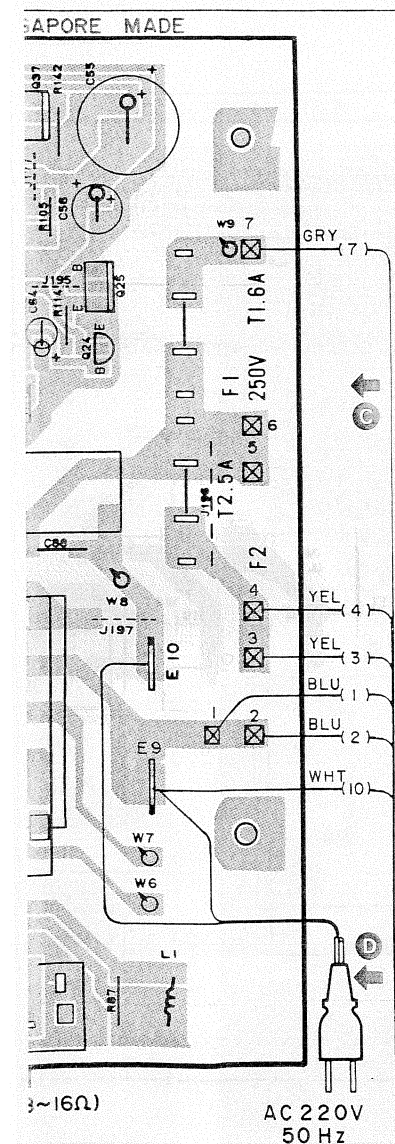 MADE
Q37
R142
C55
+
+
J177
R105
C56
+
W9
7
GRY
(7)
J195
B
Q25
E
C64
R114
+
Q24
E
B
T1.6A
F1
250V
C
6
5
T2.5A
J196
C88
F2
W8
4
YEL
(4)
J197
E10
3
YEL
(3)
BLU
(1)
1
2
BLU
(2)
E9
WHT
(10)
W7
W6
D
L1
R87
~16Ω)
AC 220V
50 Hz